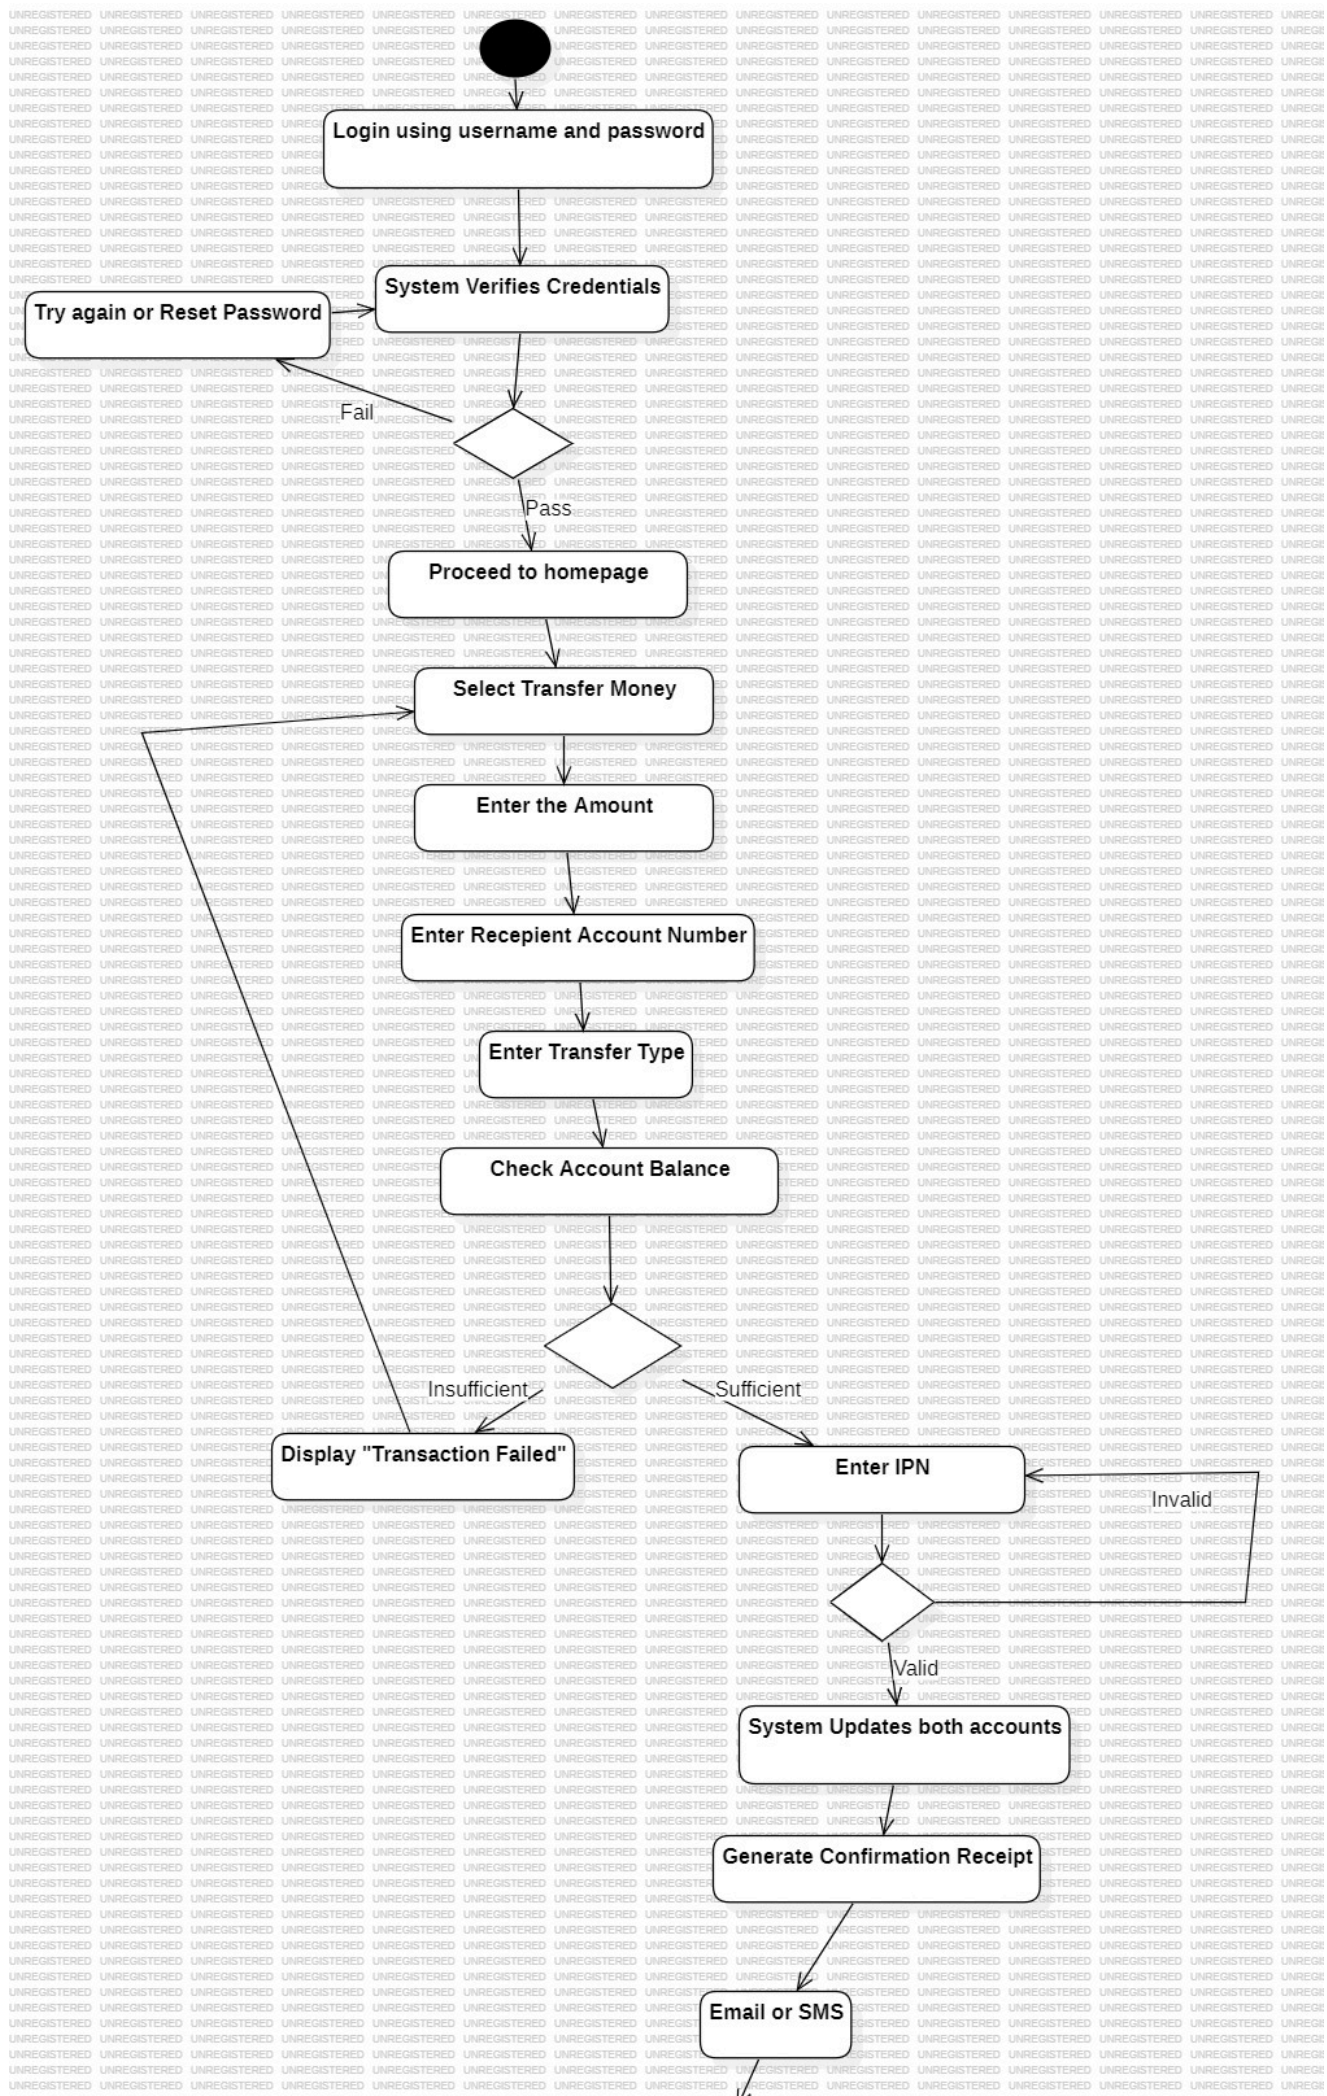 Login using username and password
System Verifies Credentials
Try again or Reset Password
Fail
Pass
Proceed to homepage
Select Transfer Money
Enter the Amount
Enter Recepient Account Number
Enter Transfer Type
Check Account Balance
Insufficient
Sufficient
Display "Transaction Failed"
Enter IPN
Invalid
Valid
System Updates both accounts
Generate Confirmation Receipt
Email or SMS
UNREGISTERED